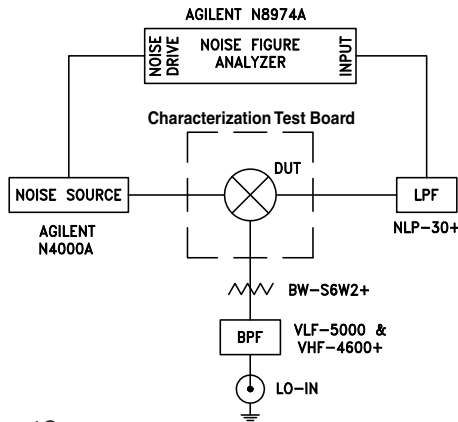 AGILENT N8974A
NOISE DRIVE
NOISE FIGURE
ANALYZER
INPUT
Characterization Test Board
DUT
NOISE SOURCE
AGILENT
N4000A
LPF
NLP-30+
BW-S6W2+
BPF
VLF-5000 &
VHF-4600+
LO-IN